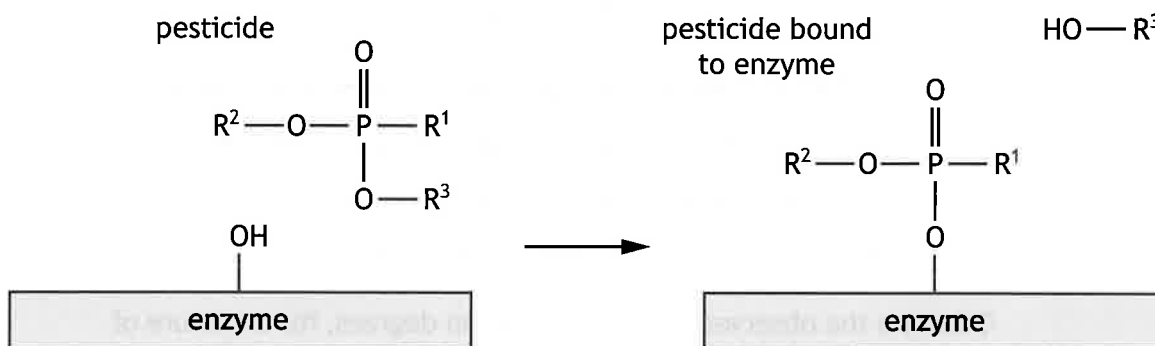 pesticide
O
R²—O—P—R¹
O—R³
OH
enzyme
pesticide bound
to enzyme
HO—R³
O
R²—O—P—R¹
O
enzyme